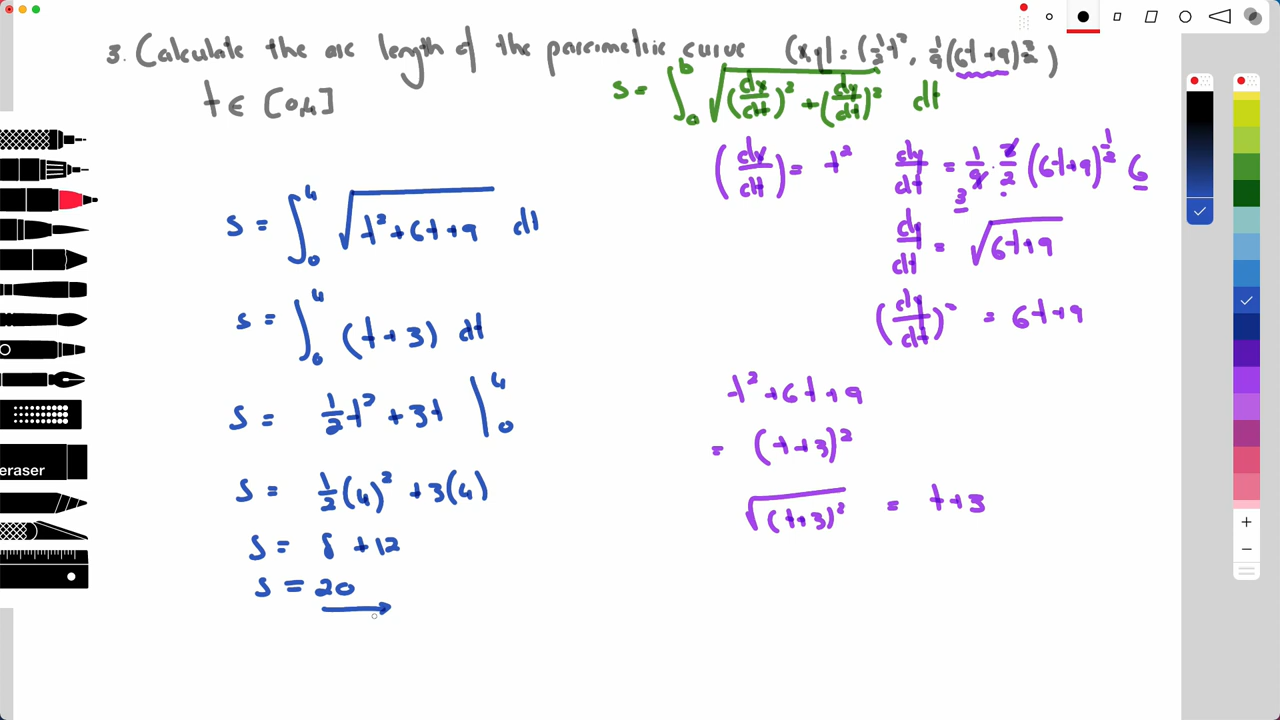 3. Calculate the arc length of the parametric curve (x,y) = (½t², 1/9(6t+9)^3/2)
t ∈ [0,4]
s = ∫₀ᵇ √((dx/dt)² + (dy/dt)²) dt
(dx/dt) = t² dy/dt = 1/9 · 3/2 (6t+9)^1/2 6
3
dy/dt = √(6t+9)
(dy/dt)² = 6t+9
s = ∫₀⁴ √(t²+6t+9) dt
s = ∫₀⁴ (t+3) dt
s = ½t² + 3t |₀⁴
s = ½(4)² + 3(4)
s = 8 + 12
s = 20
t² + 6t + 9
= (t+3)²
√((t+3)²) = t+3
eraser